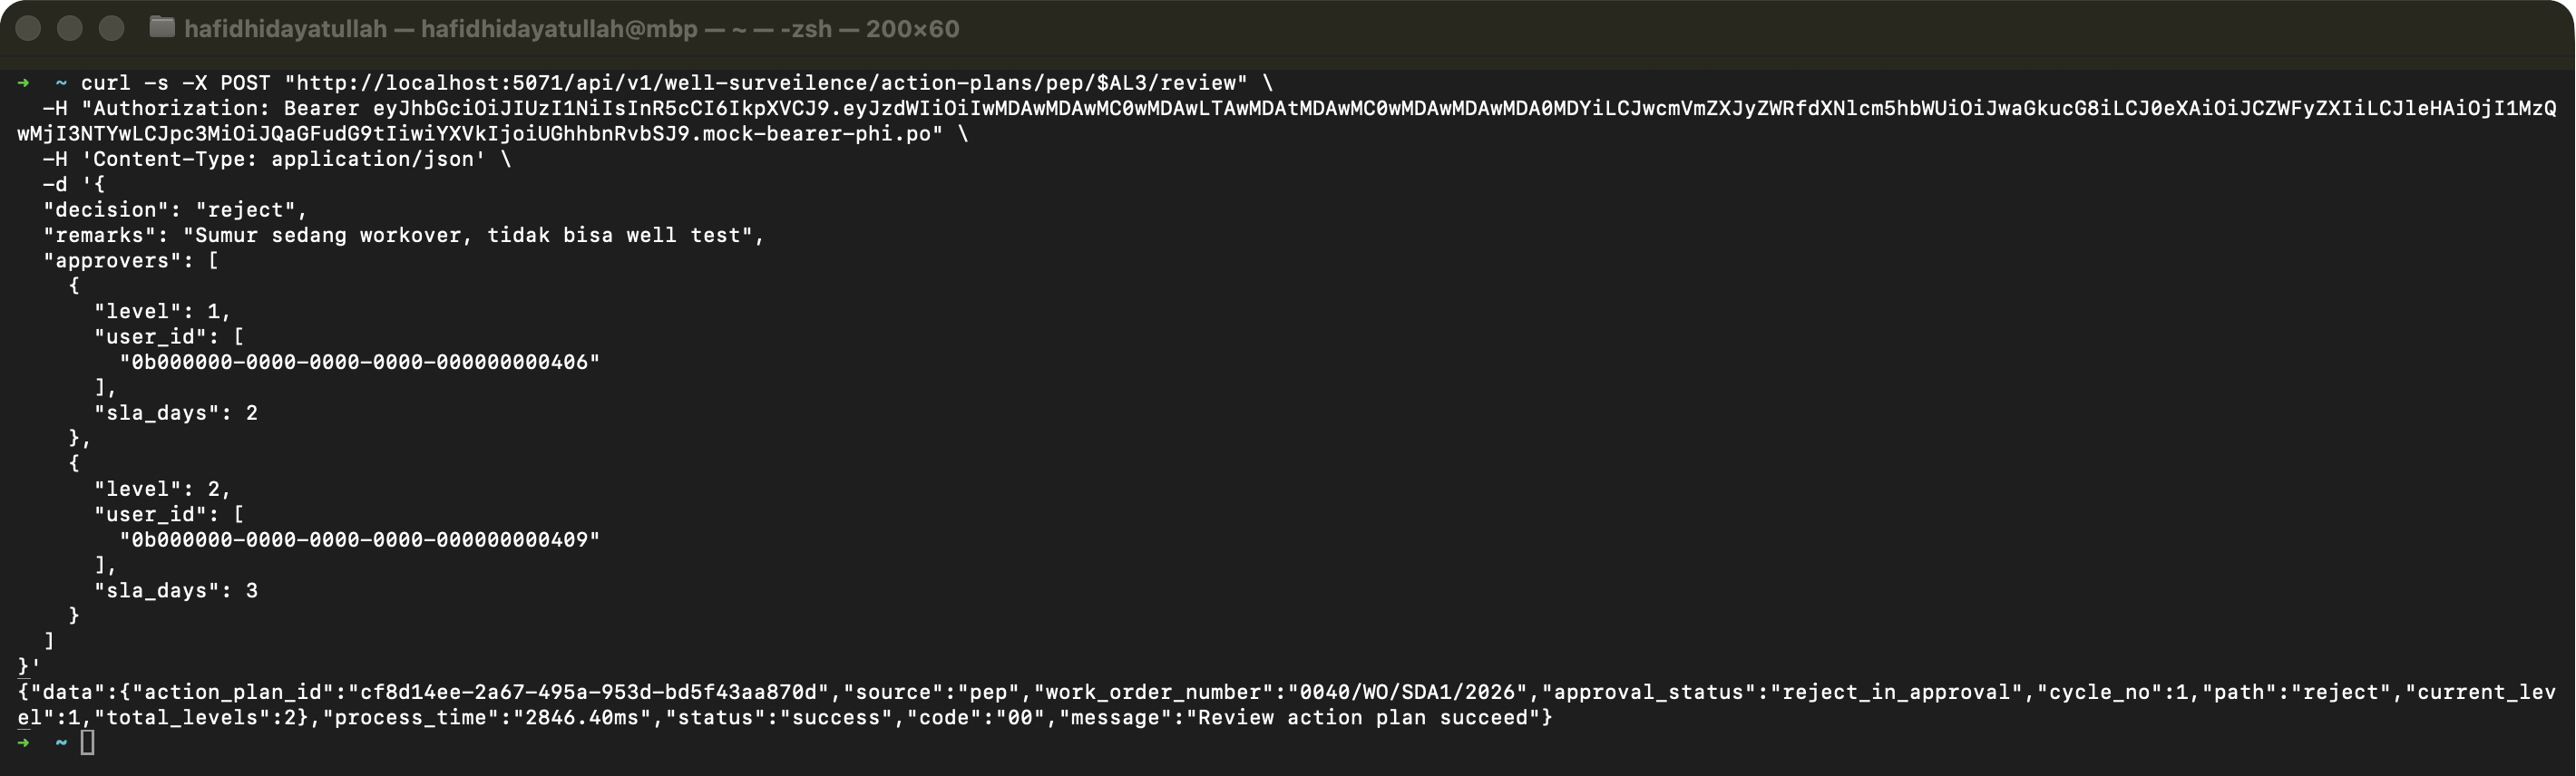 hafidhidayatullah — hafidhidayatullah@mbp — ~ — -zsh — 200×60
➜  ~ curl -s -X POST "http://localhost:5071/api/v1/well-surveilence/action-plans/pep/$AL3/review" \
  -H "Authorization: Bearer eyJhbGciOiJIUzI1NiIsInR5cCI6IkpXVCJ9.eyJzdWIiOiIwMDAwMDAwMC0wMDAwLTAwMDAtMDAwMC0wMDAwMDAwMDA0MDYiLCJwcmVmZXJyZWRfdXNlcm5hbWUiOiJwaGkucG8iLCJ0eXAiOiJCZWFyZXIiLCJleHAiOjI1MzQ
wMjI3NTYwLCJpc3MiOiJQaGFudG9tIiwiYXVkIjoiUGhhbnRvbSJ9.mock-bearer-phi.po" \
  -H 'Content-Type: application/json' \
  -d '{
  "decision": "reject",
  "remarks": "Sumur sedang workover, tidak bisa well test",
  "approvers": [
    {
      "level": 1,
      "user_id": [
        "0b000000-0000-0000-0000-000000000406"
      ],
      "sla_days": 2
    },
    {
      "level": 2,
      "user_id": [
        "0b000000-0000-0000-0000-000000000409"
      ],
      "sla_days": 3
    }
  ]
}'
{"data":{"action_plan_id":"cf8d14ee-2a67-495a-953d-bd5f43aa870d","source":"pep","work_order_number":"0040/WO/SDA1/2026","approval_status":"reject_in_approval","cycle_no":1,"path":"reject","current_lev
el":1,"total_levels":2},"process_time":"2846.40ms","status":"success","code":"00","message":"Review action plan succeed"}
➜  ~